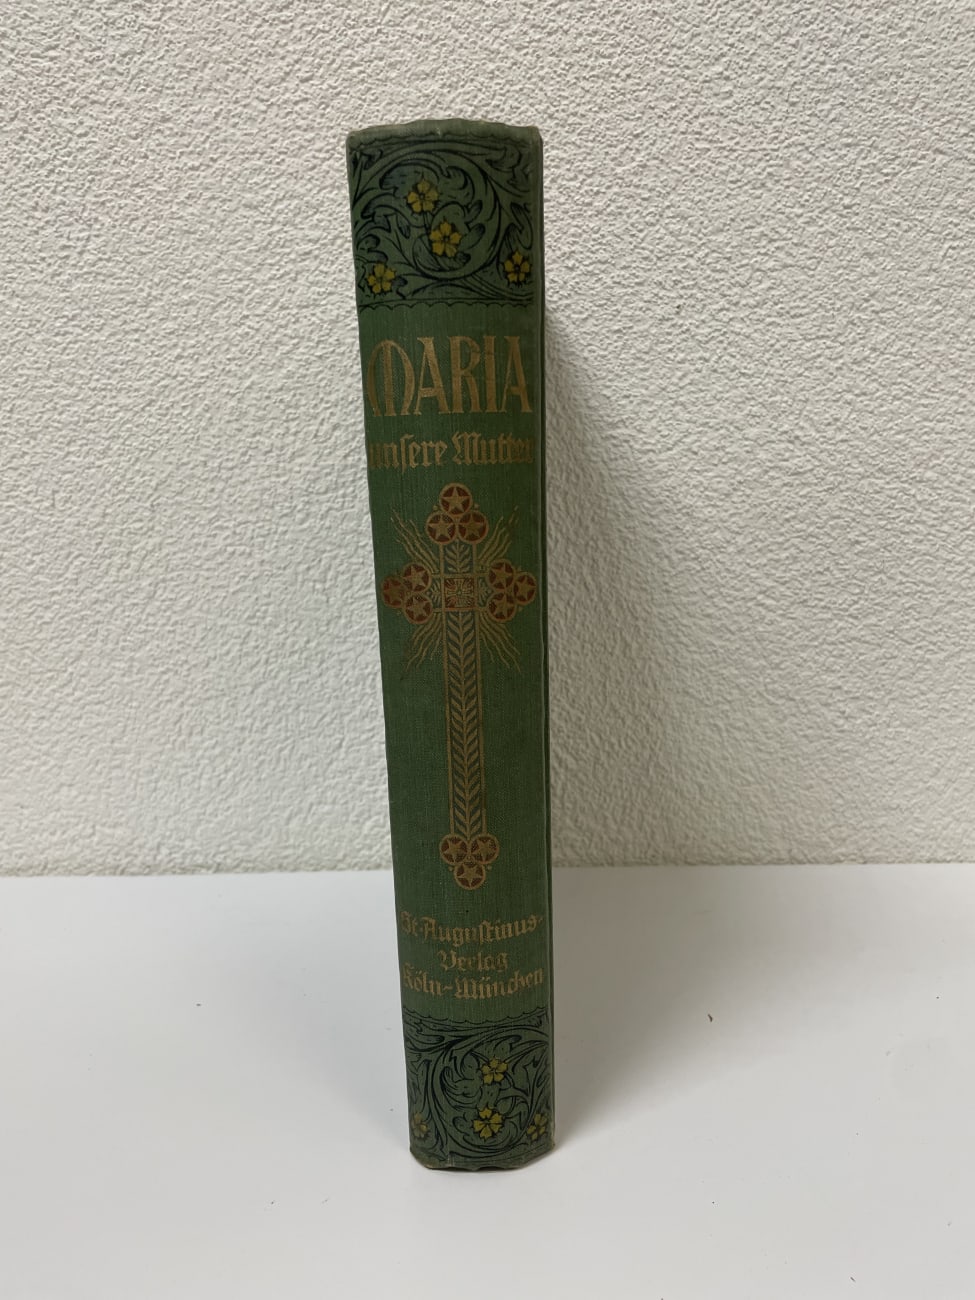 MARIA
unsere Mutter
St. Augustinus-
Verlag
Köln-München